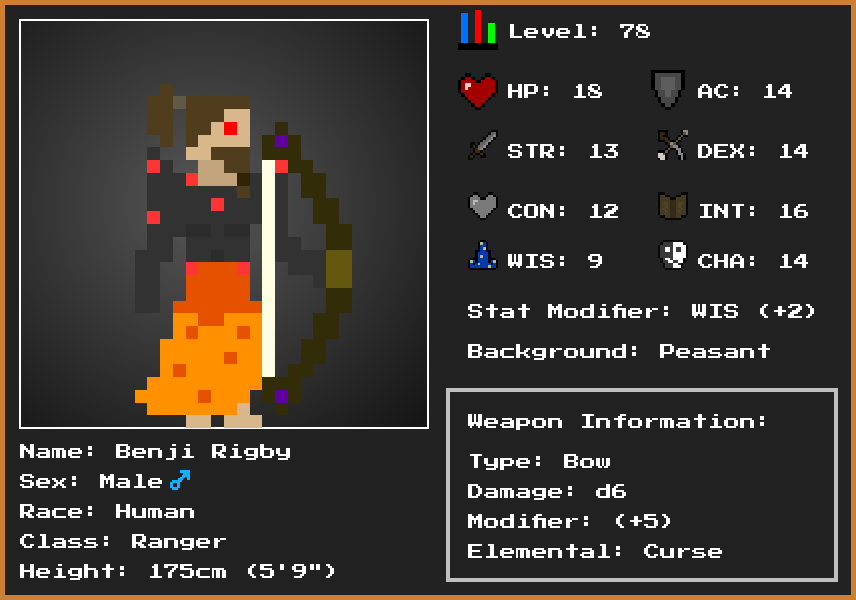 Level: 78
HP: 18
AC: 14
STR: 13
DEX: 14
CON: 12
INT: 16
WIS: 9
CHA: 14
Stat Modifier: WIS (+2)
Background: Peasant
Name: Benji Rigby
Sex: Male ♂
Race: Human
Class: Ranger
Height: 175cm (5'9")
Weapon Information:
Type: Bow
Damage: d6
Modifier: (+5)
Elemental: Curse